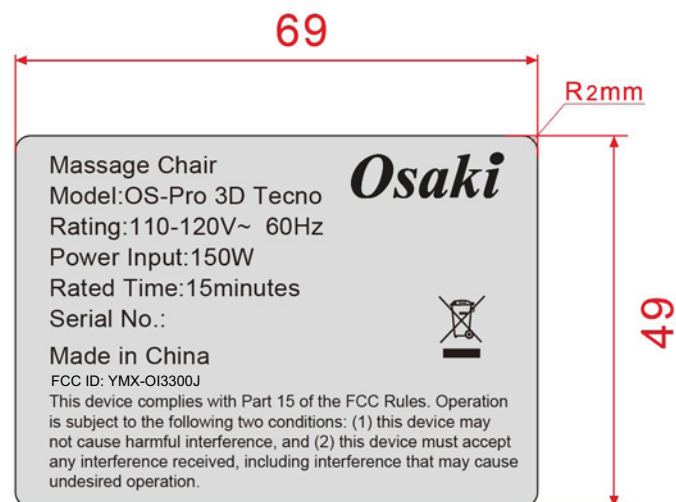 69
R2mm
Osaki
Massage Chair
Model:OS-Pro 3D Tecno
Rating:110-120V~ 60Hz
Power Input:150W
Rated Time:15minutes
Serial No.:
Made in China
FCC ID: YMX-OI3300J
This device complies with Part 15 of the FCC Rules. Operation
is subject to the following two conditions: (1) this device may
not cause harmful interference, and (2) this device must accept
any interference received, including interference that may cause
undesired operation.
49